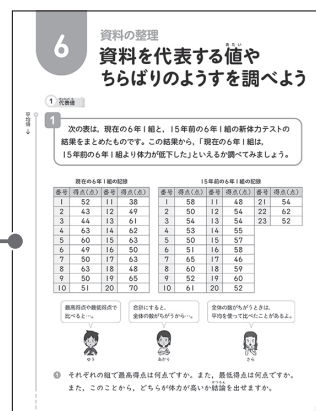 6
資料の整理
資料を代表する値や
あたい
ちらばりのようすを調べよう
1 代表値
平均値 →
1
次の表は，現在の6年1組と，15年前の6年1組の新体力テストの
結果をまとめたものです。この結果から，「現在の6年1組は，
15年前の6年1組より体力が低下した」といえるか調べてみましょう。
現在の6年1組の記録
番号 得点(点) 番号 得点(点)
1 52 11 38
2 43 12 49
3 44 13 61
4 63 14 62
5 60 15 63
6 49 16 50
7 50 17 51
8 63 18 48
9 50 19 65
10 51 20 70
15年前の6年1組の記録
番号 得点(点) 番号 得点(点) 番号 得点(点)
1 58 11 48 21 54
2 50 12 54 22 62
3 54 13 54 23 52
4 53 14 55
5 50 15 57
6 51 16 58
7 65 17 46
8 60 18 59
9 52 19 60
10 61 20 52
最高得点や最低得点で
比べると…。
合計にすると，
全体の数がちがうから…。
全体の数がちがうときは，
平均を使って比べたことがあるよ。
ゆう
あかり
さら
1 それぞれの組で最高得点は何点ですか。また，最低得点は何点ですか。
また，このことから，どちらが体力が高いか結論を出せますか。